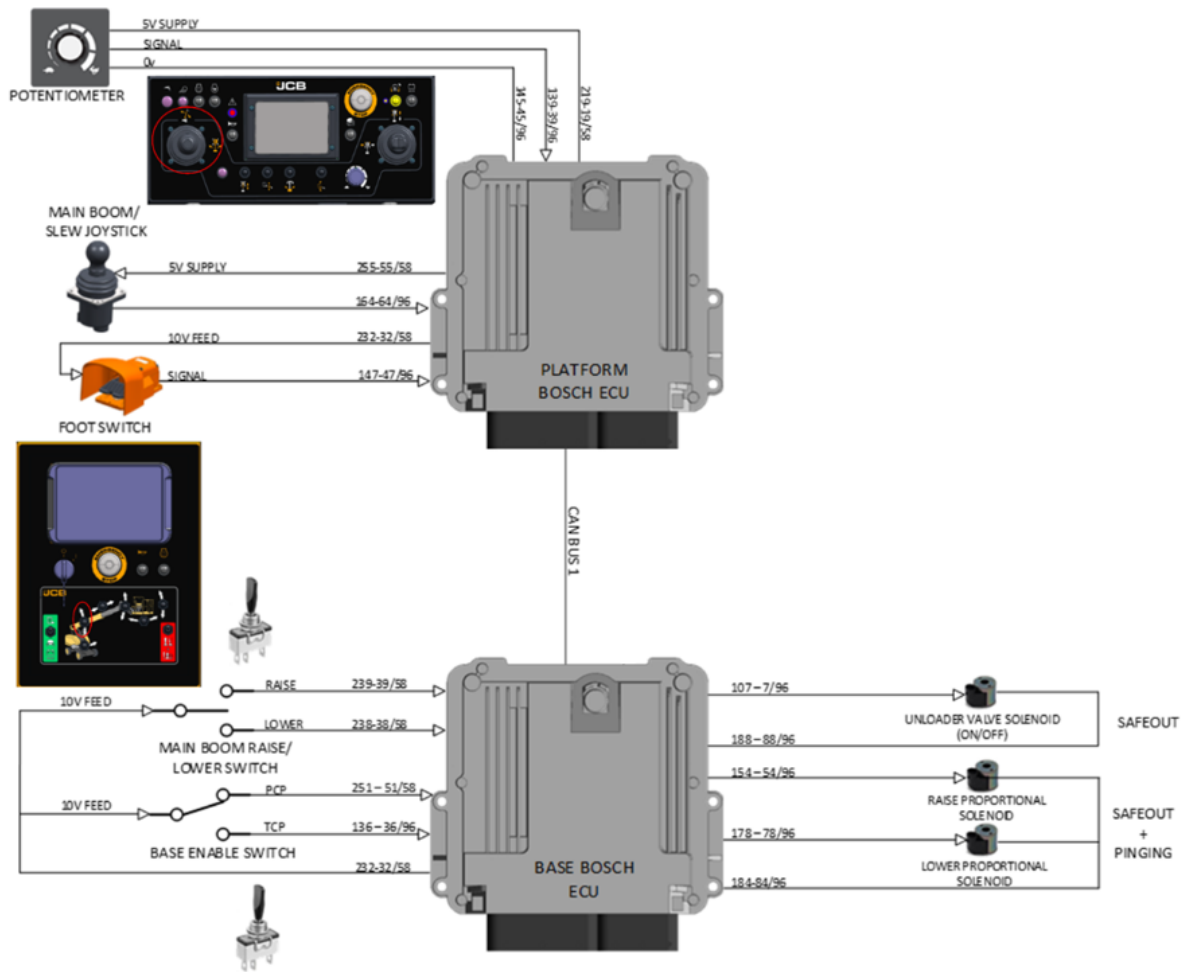 5V SUPPLY
SIGNAL
0v
POTENTIOMETER
145-45/96
139-39/96
219-19/58
JCB
MAIN BOOM/
SLEW JOYSTICK
5V SUPPLY
255-55/58
164-64/96
10V FEED
232-32/58
SIGNAL
147-47/96
FOOT SWITCH
PLATFORM
BOSCH ECU
CAN BUS 1
JCB
RAISE
239-39/58
10V FEED
LOWER
238-38/58
MAIN BOOM RAISE/
LOWER SWITCH
PCP
251-51/58
10V FEED
TCP
136-36/96
BASE ENABLE SWITCH
232-32/58
BASE BOSCH
ECU
107-7/96
UNLOADER VALVE SOLENOID
(ON/OFF)
188-88/96
SAFEOUT
154-54/96
RAISE PROPORTIONAL
SOLENOID
178-78/96
LOWER PROPORTIONAL
SOLENOID
184-84/96
SAFEOUT
+
PINGING